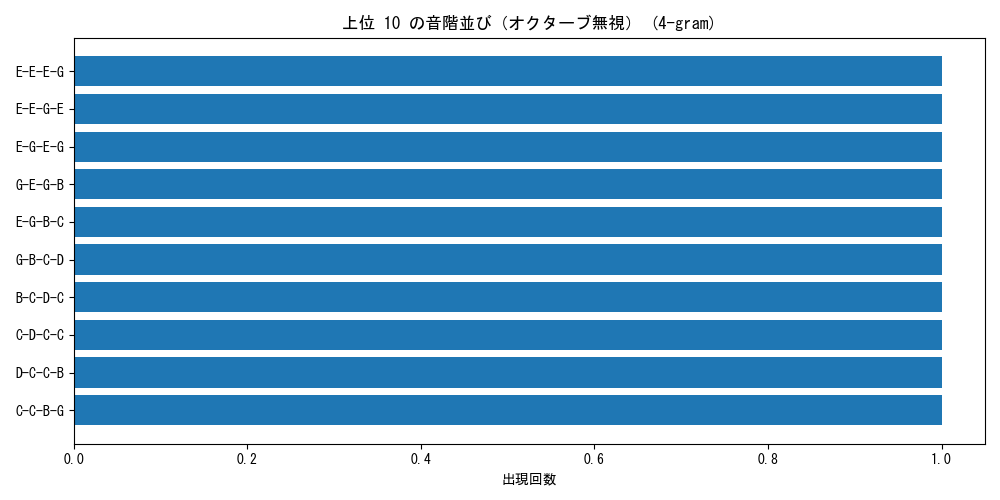 上位 10 の音階並び（オクターブ無視） (4-gram)
E-E-E-G
E-E-G-E
E-G-E-G
G-E-G-B
E-G-B-C
G-B-C-D
B-C-D-C
C-D-C-C
D-C-C-B
C-C-B-G
0.0 0.2 0.4 0.6 0.8 1.0
出現回数